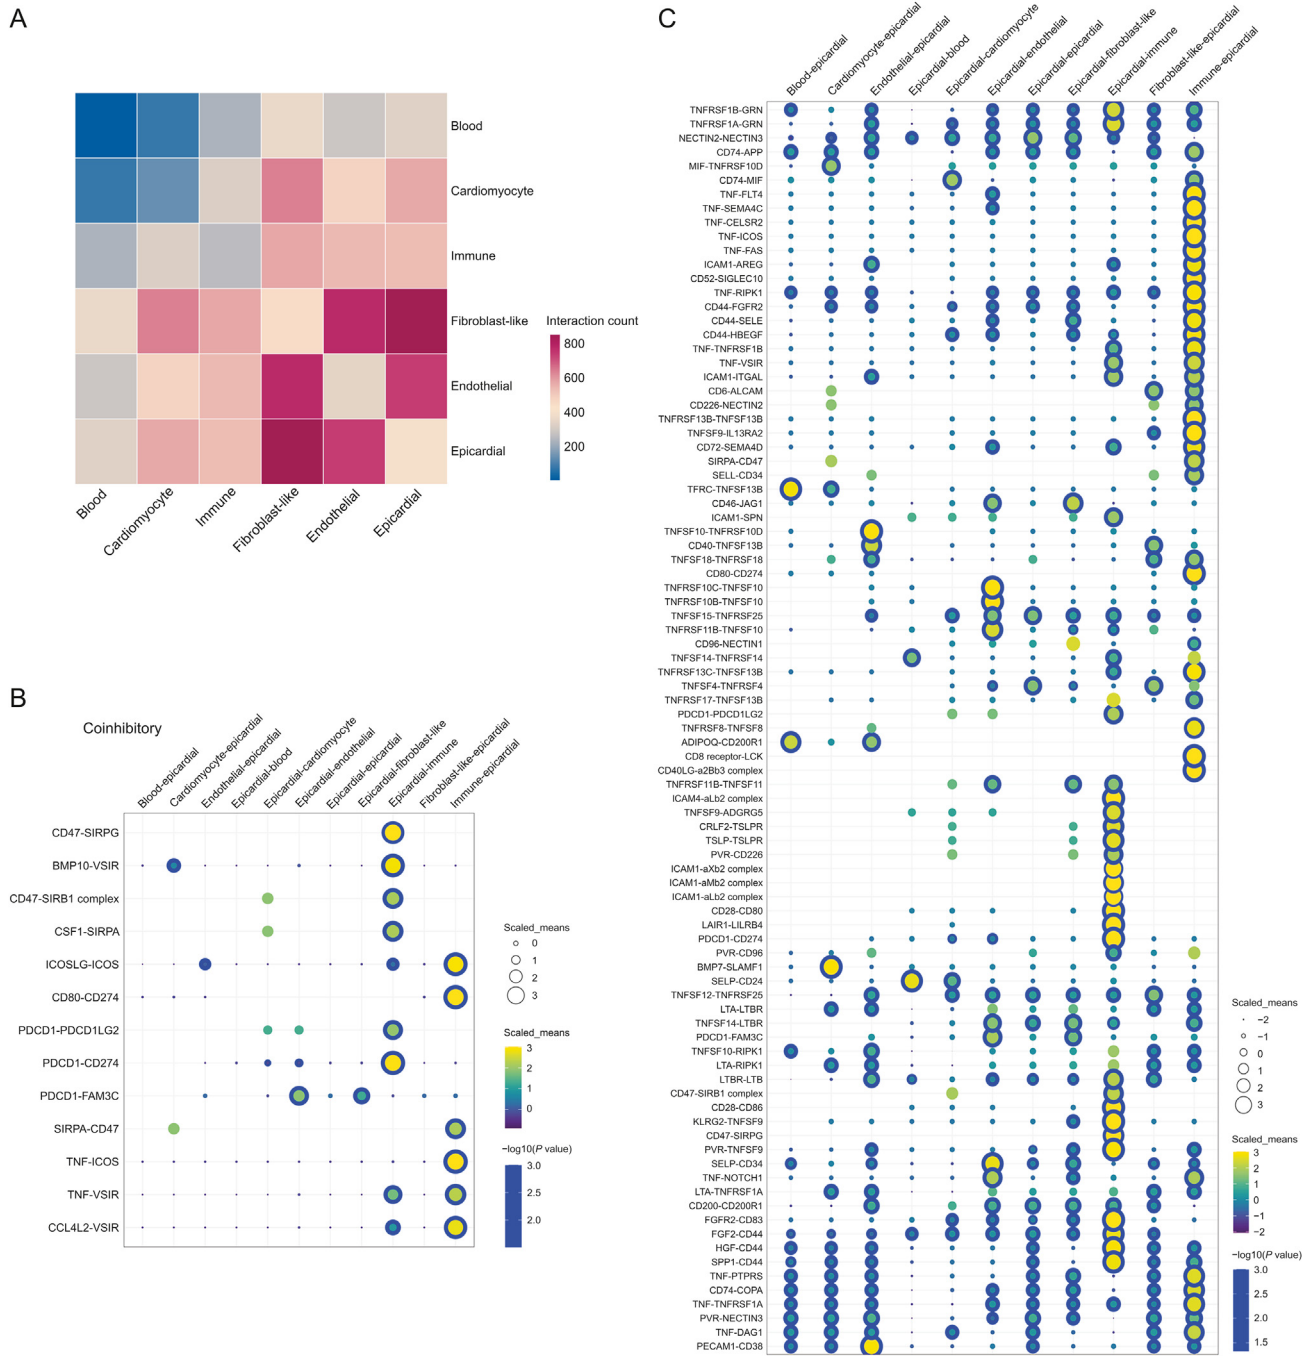 A
Blood
Cardiomyocyte
Immune
Fibroblast-like
Endothelial
Epicardial
Blood
Cardiomyocyte
Immune
Fibroblast-like
Endothelial
Epicardial
Interaction count
800
600
400
200
B
Coinhibitory
Blood-epicardial
Cardiomyocyte-epicardial
Endothelial-epicardial
Epicardial-blood
Epicardial-cardiomyocyte
Epicardial-endothelial
Epicardial-epicardial
Epicardial-fibroblast-like
Epicardial-immune
Fibroblast-like-epicardial
Immune-epicardial
CD47-SIRPG
BMP10-VSIR
CD47-SIRB1 complex
CSF1-SIRPA
ICOSLG-ICOS
CD80-CD274
PDCD1-PDCD1LG2
PDCD1-CD274
PDCD1-FAM3C
SIRPA-CD47
TNF-ICOS
TNF-VSIR
CCL4L2-VSIR
Scaled_means
0
1
2
3
Scaled_means
3
2
1
0
−log10(P value)
3.0
2.5
2.0
C
Blood-epicardial
Cardiomyocyte-epicardial
Endothelial-epicardial
Epicardial-blood
Epicardial-cardiomyocyte
Epicardial-endothelial
Epicardial-epicardial
Epicardial-fibroblast-like
Epicardial-immune
Fibroblast-like-epicardial
Immune-epicardial
TNFRSF1B-GRN
TNFRSF1A-GRN
NECTIN2-NECTIN3
CD74-APP
MIF-TNFRSF10D
CD74-MIF
TNF-FLT4
TNF-SEMA4C
TNF-CELSR2
TNF-ICOS
TNF-FAS
ICAM1-AREG
CD52-SIGLEC10
TNF-RIPK1
CD44-FGFR2
CD44-SELE
CD44-HBEGF
TNF-TNFRSF1B
TNF-VSIR
ICAM1-ITGAL
CD6-ALCAM
CD226-NECTIN2
TNFRSF13B-TNFSF13B
TNFSF9-IL13RA2
CD72-SEMA4D
SIRPA-CD47
SELL-CD34
TFRC-TNFSF13B
CD46-JAG1
ICAM1-SPN
TNFSF10-TNFRSF10D
CD40-TNFSF13B
TNFSF18-TNFRSF18
CD80-CD274
TNFRSF10C-TNFSF10
TNFRSF10B-TNFSF10
TNFSF15-TNFRSF25
TNFRSF11B-TNFSF10
CD96-NECTIN1
TNFSF14-TNFRSF14
TNFRSF13C-TNFSF13B
TNFSF4-TNFRSF4
TNFRSF17-TNFSF13B
PDCD1-PDCD1LG2
TNFRSF8-TNFSF8
ADIPOQ-CD200R1
CD8 receptor-LCK
CD40LG-a2Bb3 complex
TNFRSF11B-TNFSF11
ICAM4-aLb2 complex
TNFSF9-ADGRG5
CRLF2-TSLPR
TSLP-TSLPR
PVR-CD226
ICAM1-aXb2 complex
ICAM1-aMb2 complex
ICAM1-aLb2 complex
CD28-CD80
LAIR1-LILRB4
PDCD1-CD274
PVR-CD96
BMP7-SLAMF1
SELP-CD24
TNFSF12-TNFRSF25
LTA-LTBR
TNFSF14-LTBR
PDCD1-FAM3C
TNFSF10-RIPK1
LTA-RIPK1
LTBR-LTB
CD47-SIRB1 complex
CD28-CD86
KLRG2-TNFSF9
CD47-SIRPG
PVR-TNFSF9
SELP-CD34
TNF-NOTCH1
LTA-TNFRSF1A
CD200-CD200R1
FGFR2-CD83
FGF2-CD44
HGF-CD44
SPP1-CD44
TNF-PTPRS
CD74-COPA
TNF-TNFRSF1A
PVR-NECTIN3
TNF-DAG1
PECAM1-CD38
Scaled_means
−2
−1
0
1
2
3
Scaled_means
3
2
1
0
−1
−2
−log10(P value)
3.0
2.5
2.0
1.5